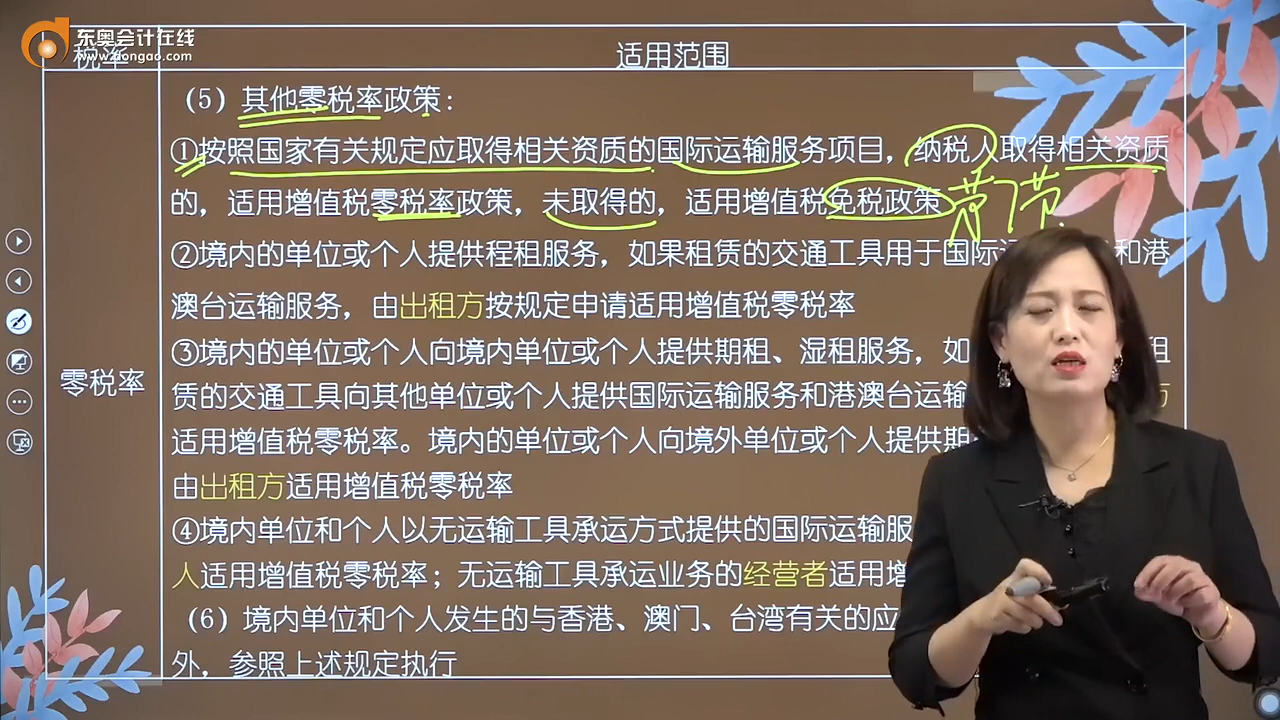 东奥会计在线
www.dongao.com
税率
适用范围
零税率
（5）其他零税率政策：
①按照国家有关规定应取得相关资质的国际运输服务项目，纳税人取得相关资质
的，适用增值税零税率政策，未取得的，适用增值税免税政策
②境内的单位或个人提供程租服务，如果租赁的交通工具用于国际运 和港
澳台运输服务，由出租方按规定申请适用增值税零税率
③境内的单位或个人向境内单位或个人提供期租、湿租服务，如 租
赁的交通工具向其他单位或个人提供国际运输服务和港澳台运输 方
适用增值税零税率。境内的单位或个人向境外单位或个人提供期
由出租方适用增值税零税率
④境内单位和个人以无运输工具承运方式提供的国际运输服
人适用增值税零税率；无运输工具承运业务的经营者适用增
（6）境内单位和个人发生的与香港、澳门、台湾有关的应
外，参照上述规定执行